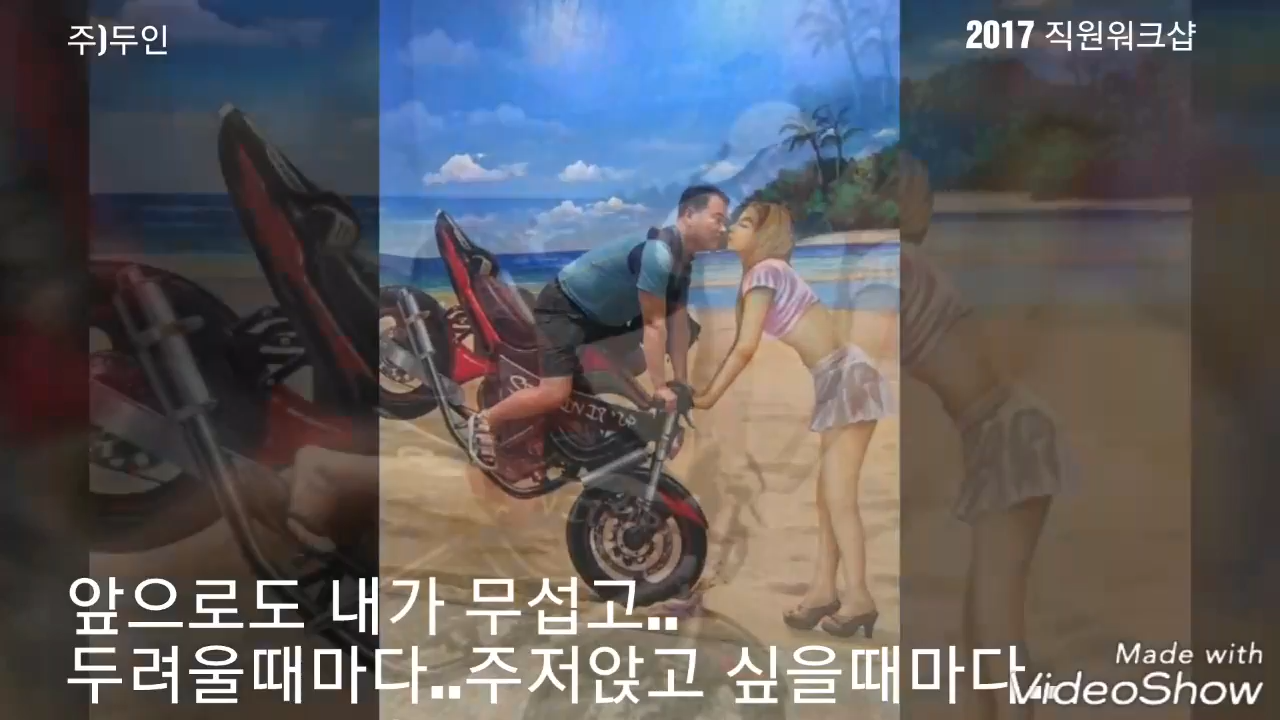 주)두인
2017 직원워크샵
앞으로도 내가 무섭고..
두려울때마다..주저앉고 싶을때마다...
Made with
VideoShow